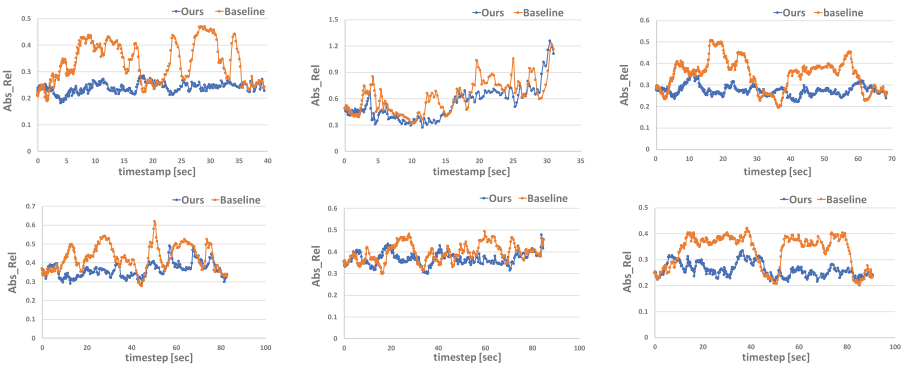 Ours Baseline
0.5
0.4
0.3
0.2
0.1
0
Abs_Rel
0 5 10 15 20 25 30 35 40
timestamp [sec]
Ours Baseline
1.5
1.2
0.9
0.6
0.3
0
Abs_Rel
0 5 10 15 20 25 30 35
timestamp [sec]
Ours baseline
0.6
0.5
0.4
0.3
0.2
0.1
0
Abs_Rel
0 10 20 30 40 50 60 70
timestep [sec]
Ours Baseline
0.7
0.6
0.5
0.4
0.3
0.2
0.1
0
Abs_Rel
0 20 40 60 80 100
timestep [sec]
Ours Baseline
0.6
0.5
0.4
0.3
0.2
0.1
0
Abs_Rel
0 20 40 60 80 100
timestep [sec]
Ours Baseline
0.5
0.4
0.3
0.2
0.1
0
Abs_Rel
0 20 40 60 80 100
timestep [sec]